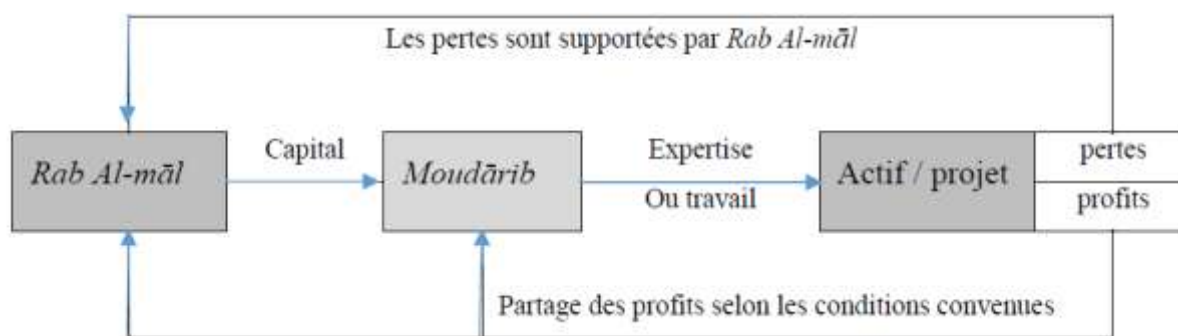 Les pertes sont supportées par Rab Al-māl
Rab Al-māl
Capital
Moudārib
Expertise
Ou travail
Actif / projet
pertes
profits
Partage des profits selon les conditions convenues